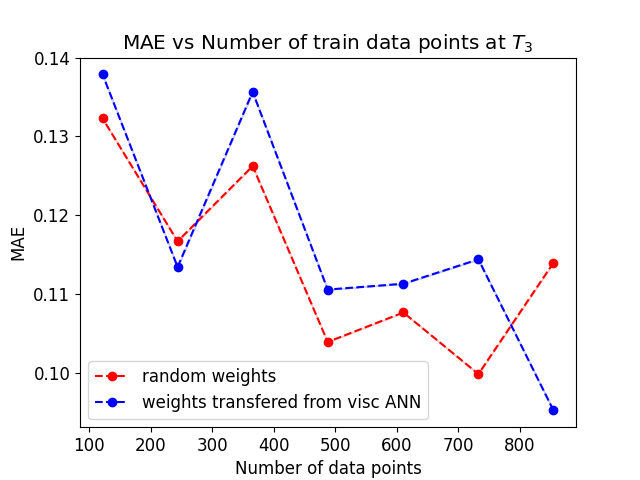 MAE vs Number of train data points at $T_3$
0.14
0.13
0.12
0.11
0.10
MAE
random weights
weights transfered from visc ANN
100 200 300 400 500 600 700 800
Number of data points